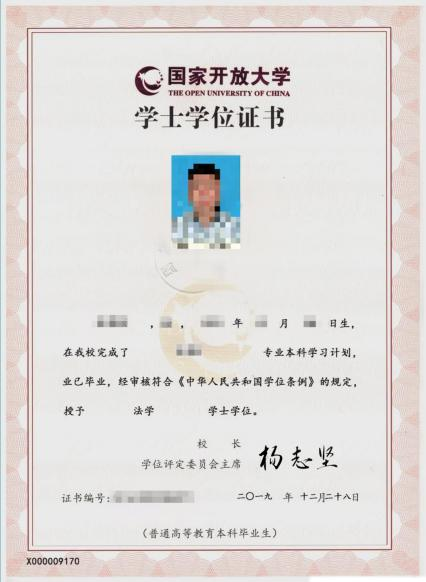 国家开放大学
THE OPEN UNIVERSITY OF CHINA
学士学位证书
， ， 年 月 日生，
在我校完成了 专业本科学习计划，
业已毕业，经审核符合《中华人民共和国学位条例》的规定，
授予 法学 学士学位。
校 长
学位评定委员会主席 杨志坚
证书编号： 二〇一九 年 十二月二十八日
（普通高等教育本科毕业生）
X000009170